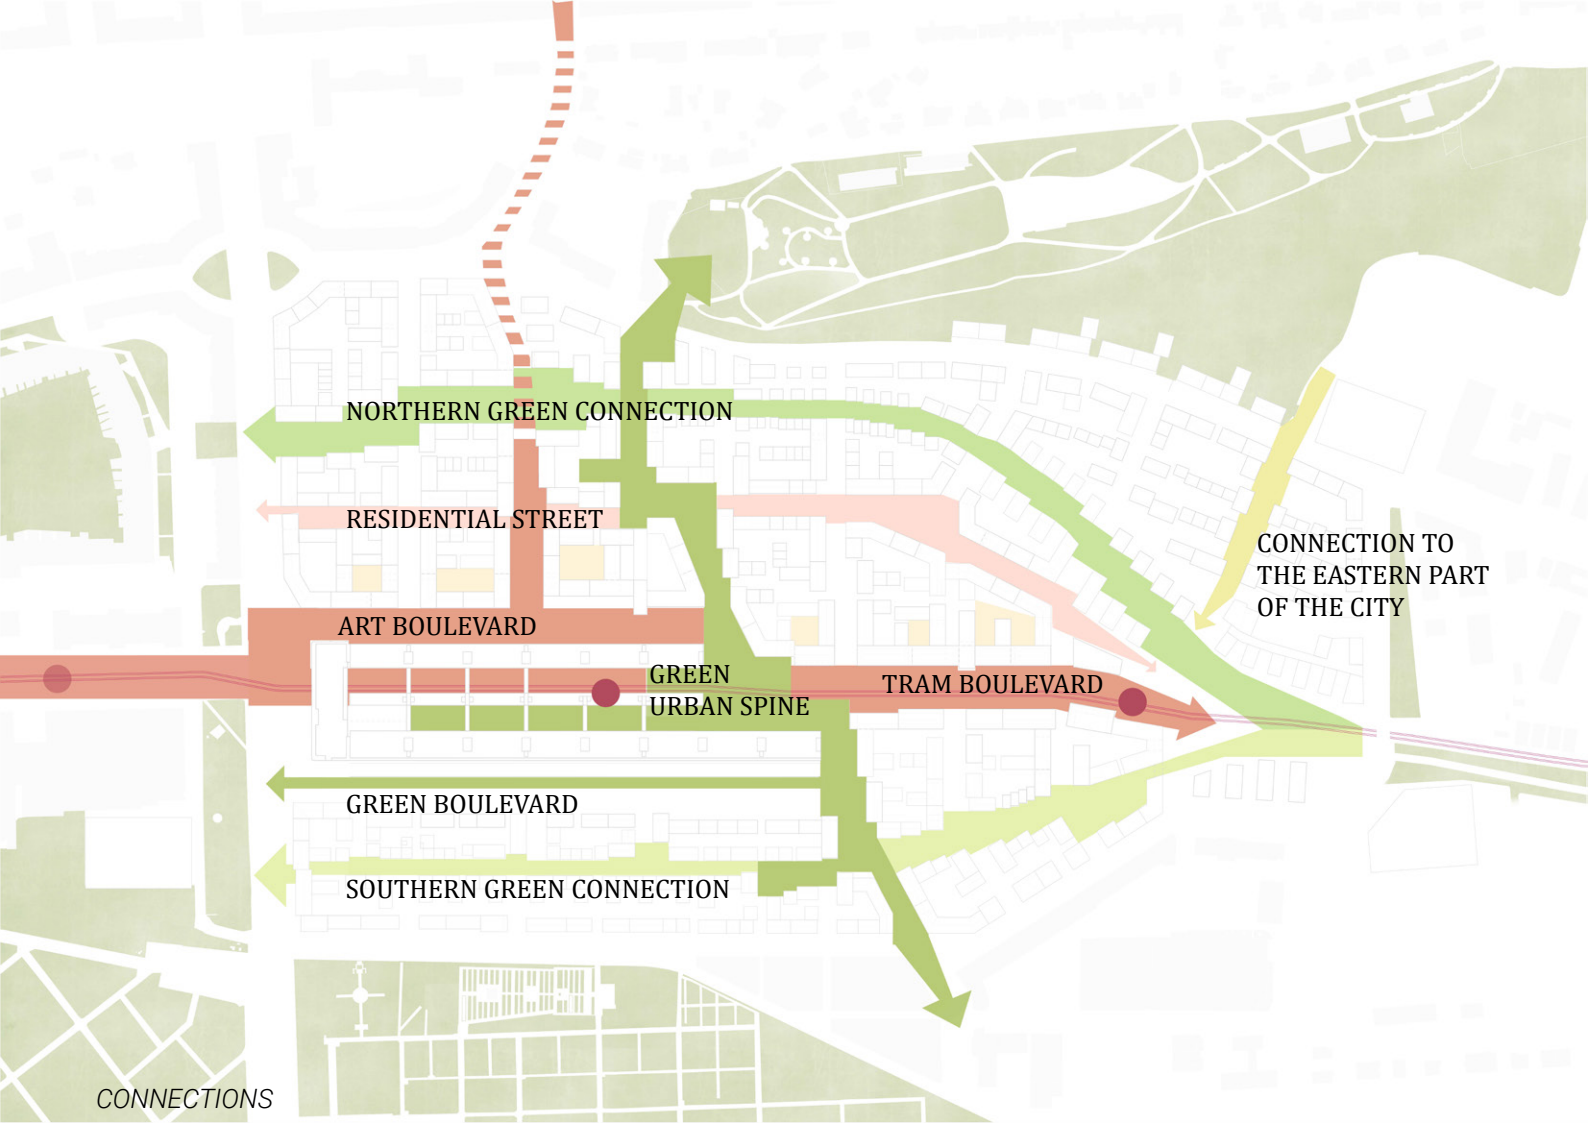 NORTHERN GREEN CONNECTION
RESIDENTIAL STREET
CONNECTION TO
THE EASTERN PART
OF THE CITY
ART BOULEVARD
GREEN
URBAN SPINE
TRAM BOULEVARD
GREEN BOULEVARD
SOUTHERN GREEN CONNECTION
CONNECTIONS